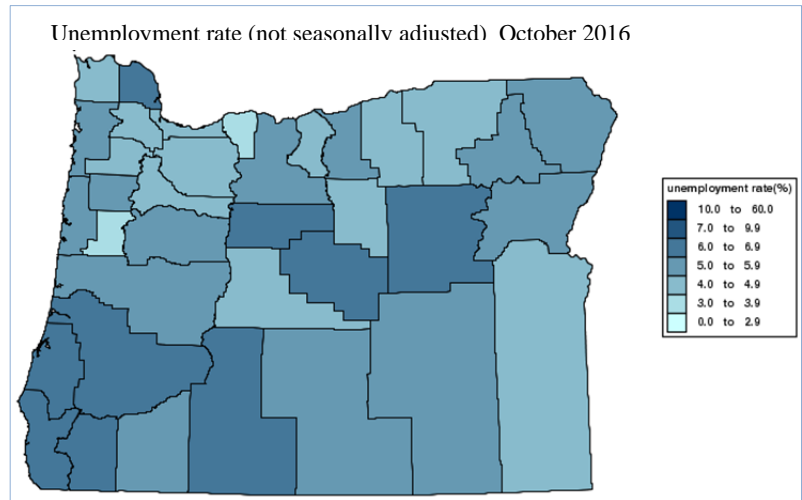 Unemployment rate (not seasonally adjusted) October 2016
unemployment rate(%)
10.0 to 60.0
7.0 to 9.9
6.0 to 6.9
5.0 to 5.9
4.0 to 4.9
3.0 to 3.9
0.0 to 2.9